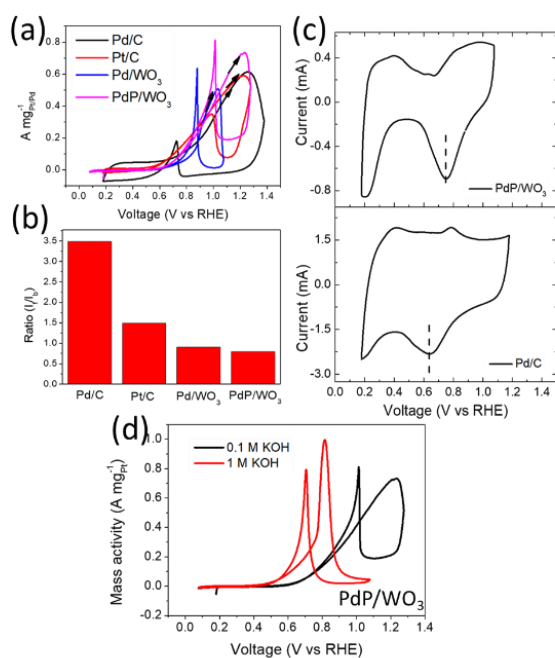 (a)
Pd/C
Pt/C
Pd/WO₃
PdP/WO₃
A mg⁻¹Pt/Pd
0.8
0.6
0.4
0.2
0.0
0.0 0.2 0.4 0.6 0.8 1.0 1.2 1.4
Voltage (V vs RHE)
(b)
Ratio (If/Ib)
3.5
3.0
2.5
2.0
1.5
1.0
0.5
0.0
Pd/C Pt/C Pd/WO₃ PdP/WO₃
(c)
Current (mA)
0.4
0.0
-0.4
-0.8
PdP/WO₃
Current (mA)
1.5
0.0
-1.5
-3.0
Pd/C
0.0 0.2 0.4 0.6 0.8 1.0 1.2
Voltage (V vs RHE)
(d)
0.1 M KOH
1 M KOH
Mass activity (A mg⁻¹Pt)
1.0
0.8
0.6
0.4
0.2
0.0
-0.2
PdP/WO₃
0.0 0.2 0.4 0.6 0.8 1.0 1.2 1.4
Voltage (V vs RHE)